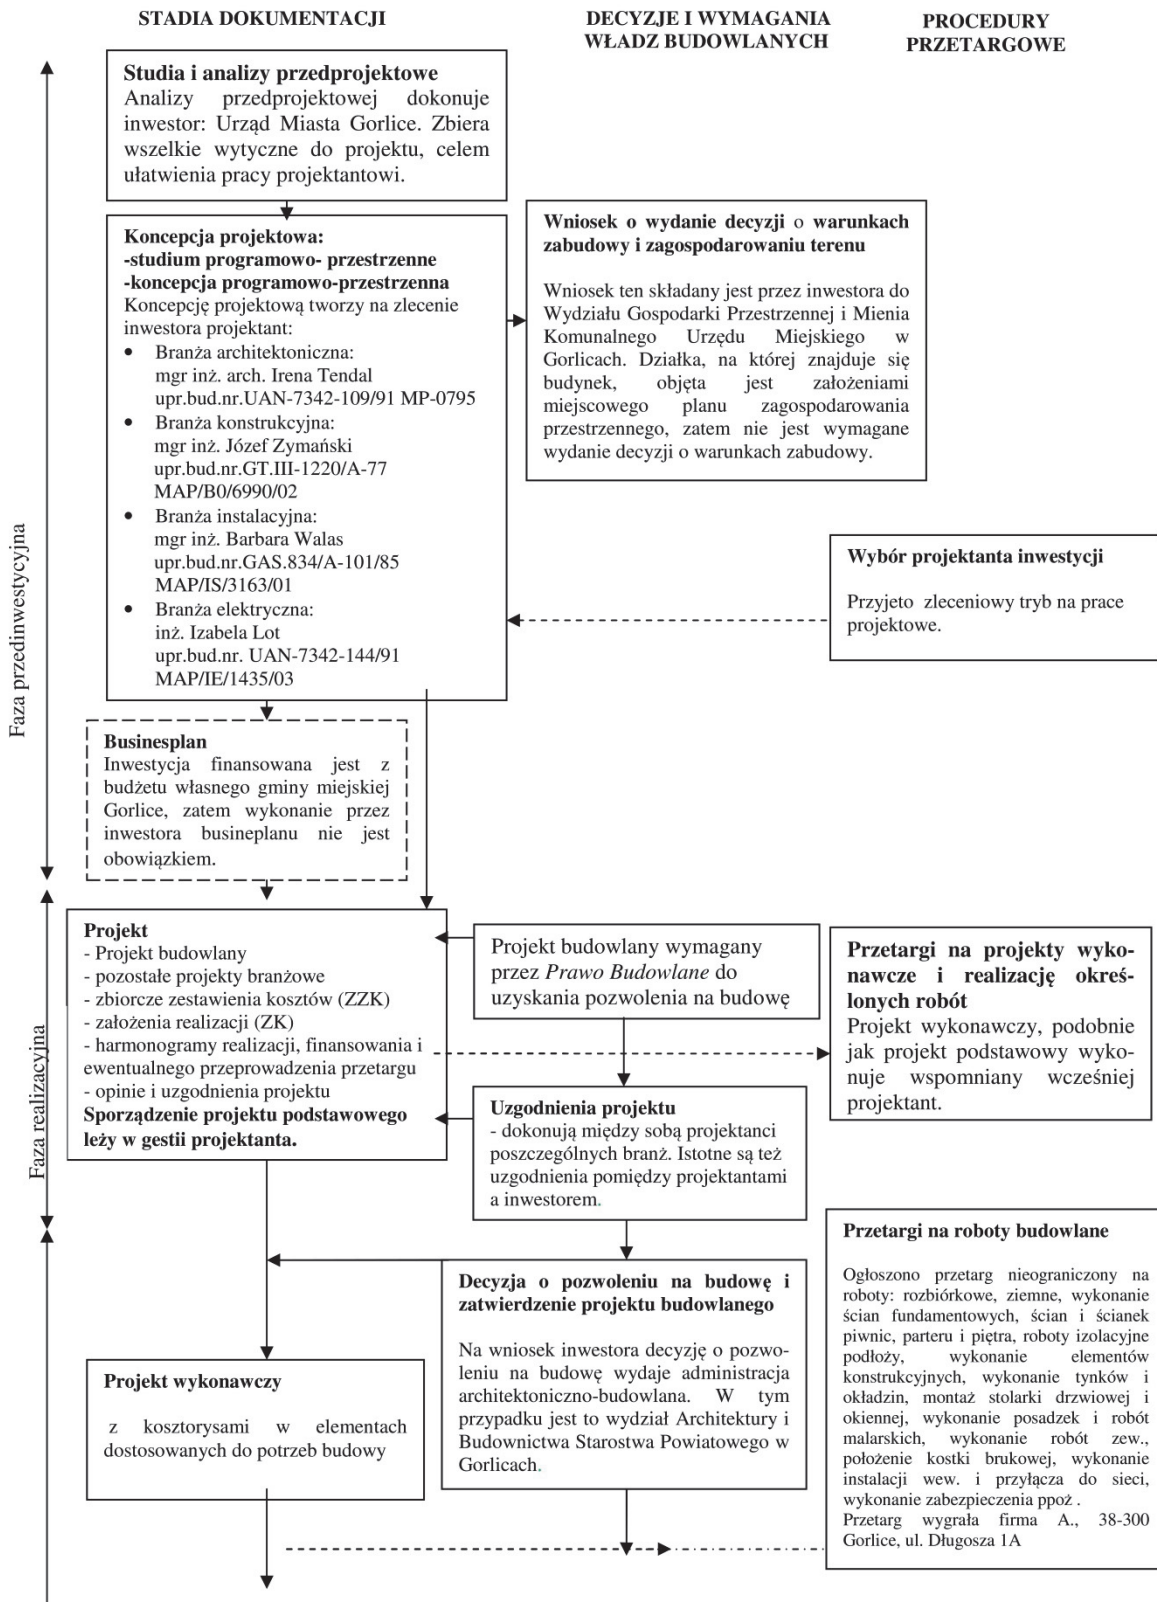 STADIA DOKUMENTACJI
DECYZJE I WYMAGANIA
WŁADZ BUDOWLANYCH
PROCEDURY
PRZETARGOWE
Faza przedinwestycyjna
Studia i analizy przedprojektowe
Analizy przedprojektowej dokonuje
inwestor: Urząd Miasta Gorlice. Zbiera
wszelkie wytyczne do projektu, celem
ułatwienia pracy projektantowi.
Koncepcja projektowa:
-studium programowo- przestrzenne
-koncepcja programowo-przestrzenna
Koncepcję projektową tworzy na zlecenie
inwestora projektant:
• Branża architektoniczna:
mgr inż. arch. Irena Tendal
upr.bud.nr.UAN-7342-109/91 MP-0795
• Branża konstrukcyjna:
mgr inż. Józef Zymański
upr.bud.nr.GT.III-1220/A-77
MAP/B0/6990/02
• Branża instalacyjna:
mgr inż. Barbara Walas
upr.bud.nr.GAS.834/A-101/85
MAP/IS/3163/01
• Branża elektryczna:
inż. Izabela Lot
upr.bud.nr. UAN-7342-144/91
MAP/IE/1435/03
Wniosek o wydanie decyzji o warunkach
zabudowy i zagospodarowaniu terenu
Wniosek ten składany jest przez inwestora do
Wydziału Gospodarki Przestrzennej i Mienia
Komunalnego Urzędu Miejskiego w
Gorlicach. Działka, na której znajduje się
budynek, objęta jest założeniami
miejscowego planu zagospodarowania
przestrzennego, zatem nie jest wymagane
wydanie decyzji o warunkach zabudowy.
Wybór projektanta inwestycji
Przyjeto zleceniowy tryb na prace
projektowe.
Businesplan
Inwestycja finansowana jest z
budżetu własnego gminy miejskiej
Gorlice, zatem wykonanie przez
inwestora busineplanu nie jest
obowiązkiem.
Faza realizacyjna
Projekt
- Projekt budowlany
- pozostałe projekty branżowe
- zbiorcze zestawienia kosztów (ZZK)
- założenia realizacji (ZK)
- harmonogramy realizacji, finansowania i
ewentualnego przeprowadzenia przetargu
- opinie i uzgodnienia projektu
Sporządzenie projektu podstawowego
leży w gestii projektanta.
Projekt budowlany wymagany
przez Prawo Budowlane do
uzyskania pozwolenia na budowę
Przetargi na projekty wyko-
nawcze i realizację okreś-
lonych robót
Projekt wykonawczy, podobnie
jak projekt podstawowy wyko-
nuje wspomniany wcześniej
projektant.
Uzgodnienia projektu
- dokonują między sobą projektanci
poszczególnych branż. Istotne są też
uzgodnienia pomiędzy projektantami
a inwestorem.
Decyzja o pozwoleniu na budowę i
zatwierdzenie projektu budowlanego
Na wniosek inwestora decyzję o pozwo-
leniu na budowę wydaje administracja
architektoniczno-budowlana. W tym
przypadku jest to wydział Architektury i
Budownictwa Starostwa Powiatowego w
Gorlicach.
Przetargi na roboty budowlane
Ogłoszono przetarg nieograniczony na
roboty: rozbiórkowe, ziemne, wykonanie
ścian fundamentowych, ścian i ścianek
piwnic, parteru i piętra, roboty izolacyjne
podłoży, wykonanie elementów
konstrukcyjnych, wykonanie tynków i
okładzin, montaż stolarki drzwiowej i
okiennej, wykonanie posadzek i robót
malarskich, wykonanie robót zew.,
położenie kostki brukowej, wykonanie
instalacji wew. i przyłącza do sieci,
wykonanie zabezpieczenia ppoż .
Przetarg wygrała firma A., 38-300
Gorlice, ul. Długosza 1A
Projekt wykonawczy
z kosztorysami w elementach
dostosowanych do potrzeb budowy